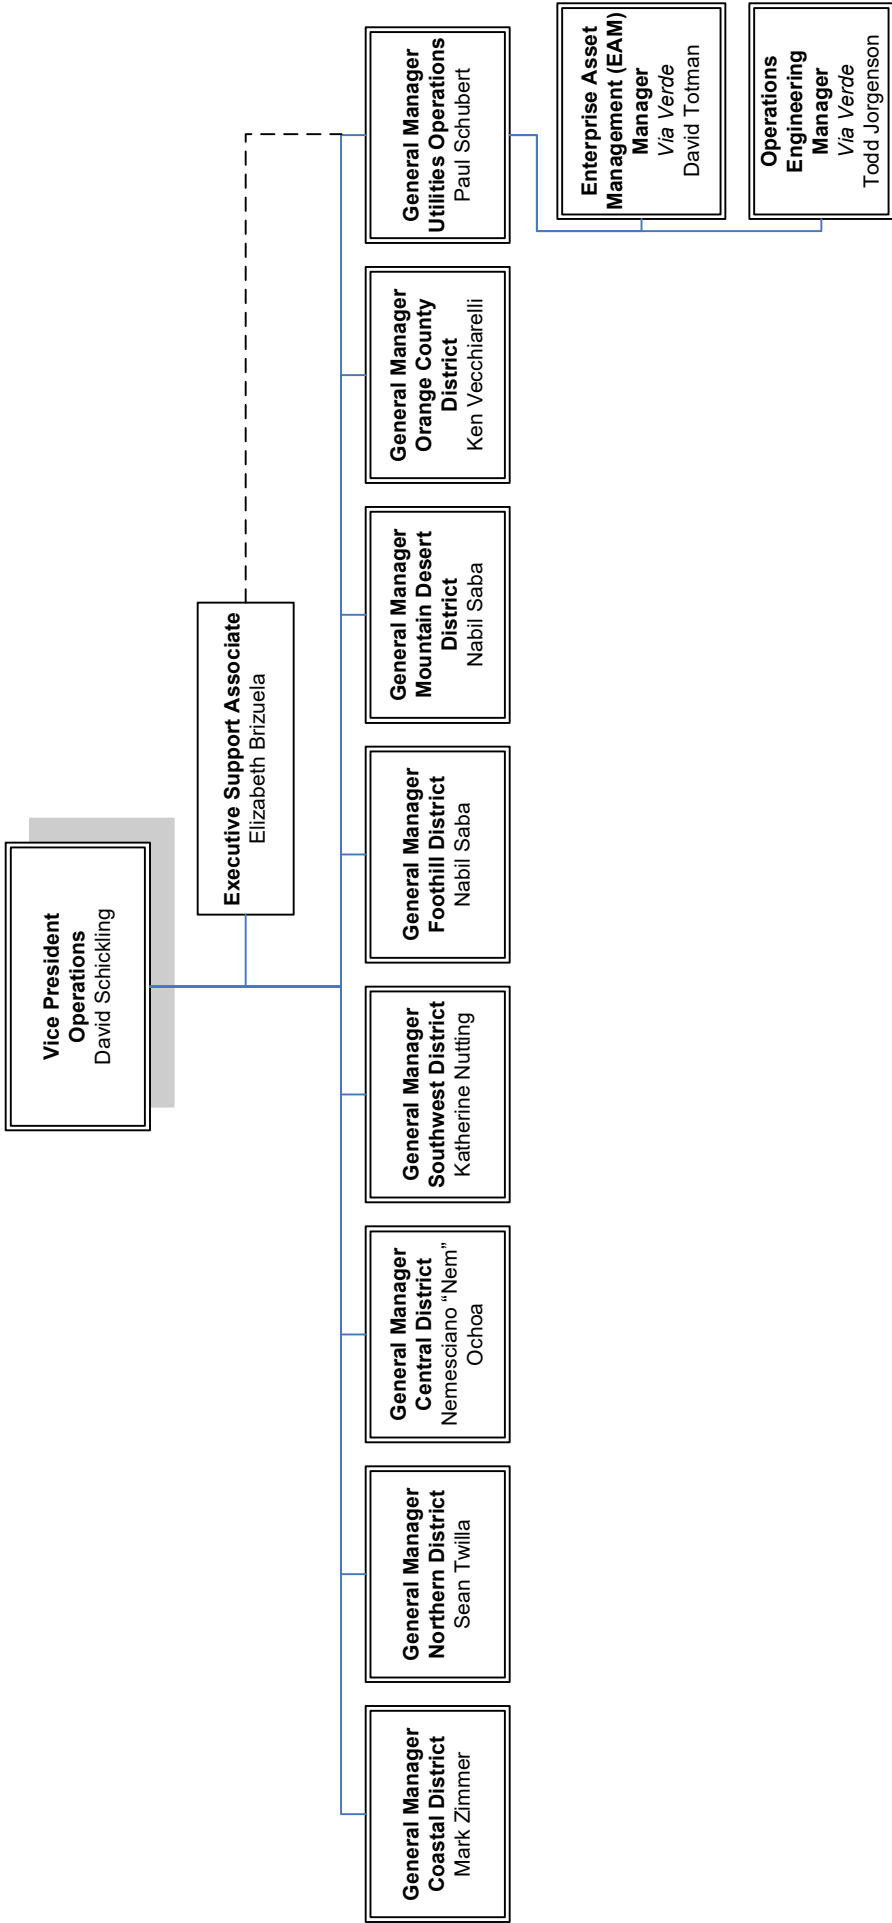 Vice President
Operations
David Schickling
Executive Support Associate
Elizabeth Brizuela
General Manager
Coastal District
Mark Zimmer
General Manager
Northern District
Sean Twilla
General Manager
Central District
Nemesciano “Nem”
Ochoa
General Manager
Southwest District
Katherine Nutting
General Manager
Foothill District
Nabil Saba
General Manager
Mountain Desert
District
Nabil Saba
General Manager
Orange County
District
Ken Vecchiarelli
General Manager
Utilities Operations
Paul Schubert
Enterprise Asset
Management (EAM)
Manager
Via Verde
David Totman
Operations
Engineering
Manager
Via Verde
Todd Jorgenson